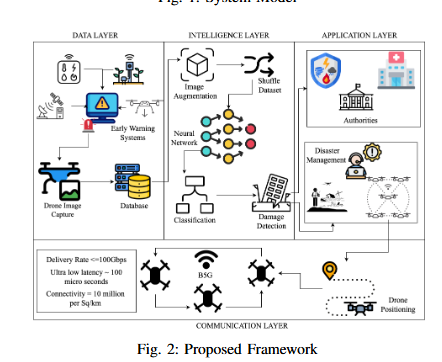 Fig. 1: System Model
DATA LAYER
INTELLIGENCE LAYER
APPLICATION LAYER
Image
Augmentation
Shuffle
Dataset
Early Warning
Systems
Authorities
Neural
Network
Disaster
Management
Drone Image
Capture
Database
Classification
Damage
Detection
Delivery Rate <=100Gbps
Ultra low latency ~ 100
micro seconds
Connectivity = 10 million
per Sq/km
B5G
Drone
Positioning
COMMUNICATION LAYER
Fig. 2: Proposed Framework